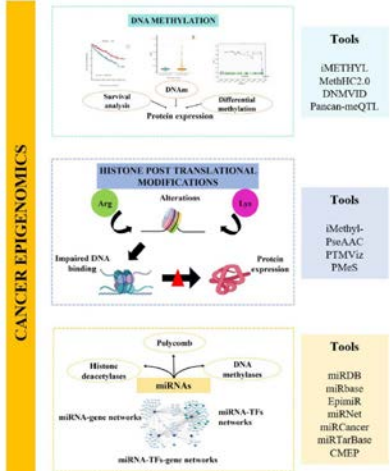 CANCER EPIGENOMICS
DNA METHYLATION
Survival
analysis
DNAm
Differential
methylation
Protein expression
Tools
iMETHYL
MethHC2.0
DNMVID
Pancan-meQTL
HISTONE POST TRANSLATIONAL
MODIFICATIONS
Arg
Alterations
Lys
Impaired DNA
binding
Protein
expression
Tools
iMethyl-
PseAAC
PTMViz
PMeS
Polycomb
Histone
deacetylases
DNA
methylases
miRNAs
miRNA-gene networks
miRNA-TFs
networks
miRNA-TFs-gene networks
Tools
miRDB
miRbase
EpimiR
miRNet
miRCancer
miRTarBase
CMEP